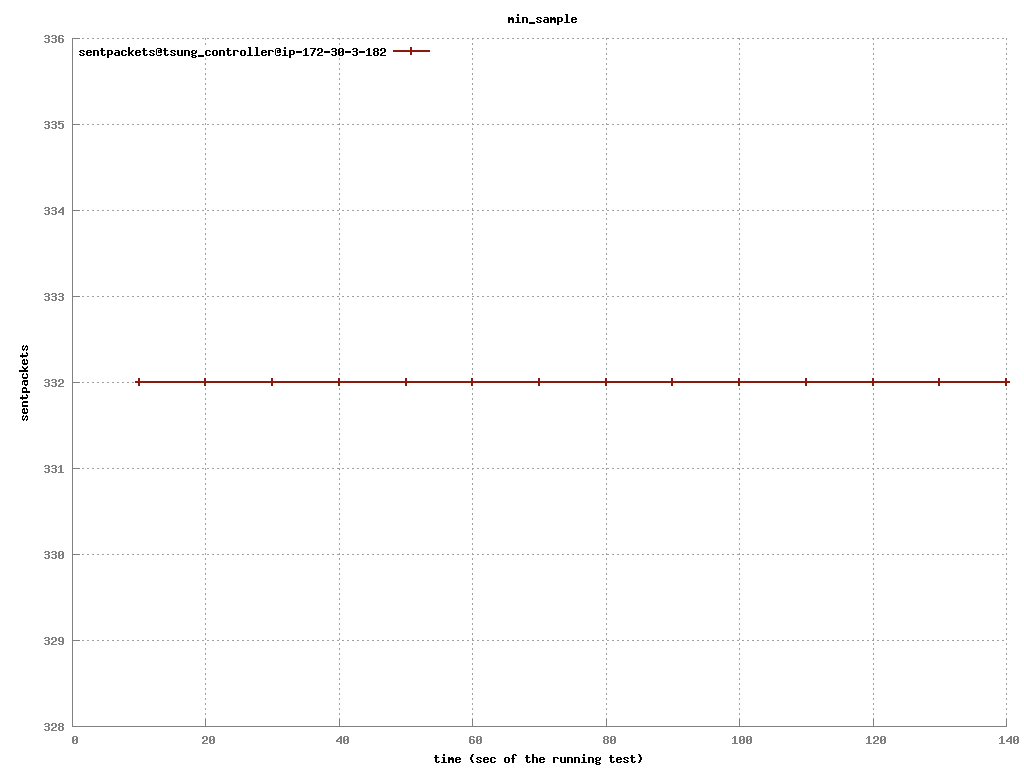 min_sample
sentpackets@tsung_controller@ip-172-30-3-182
336
335
334
333
332
331
330
329
328
sentpackets
0 20 40 60 80 100 120 140
time (sec of the running test)